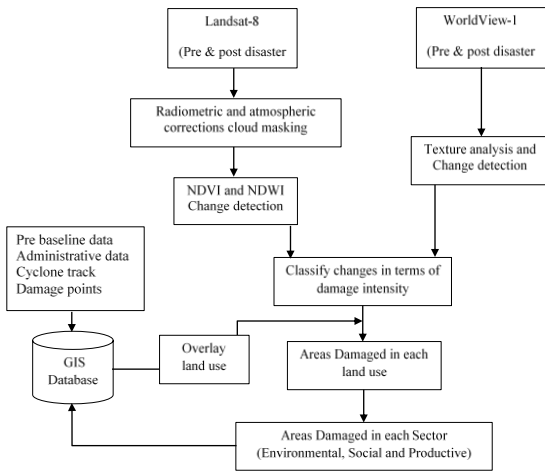 Landsat-8
(Pre & post disaster
WorldView-1
(Pre & post disaster
Radiometric and atmospheric
corrections cloud masking
Texture analysis and
Change detection
NDVI and NDWI
Change detection
Pre baseline data
Administrative data
Cyclone track
Damage points
Classify changes in terms of
damage intensity
GIS
Database
Overlay
land use
Areas Damaged in each
land use
Areas Damaged in each Sector
(Environmental, Social and Productive)